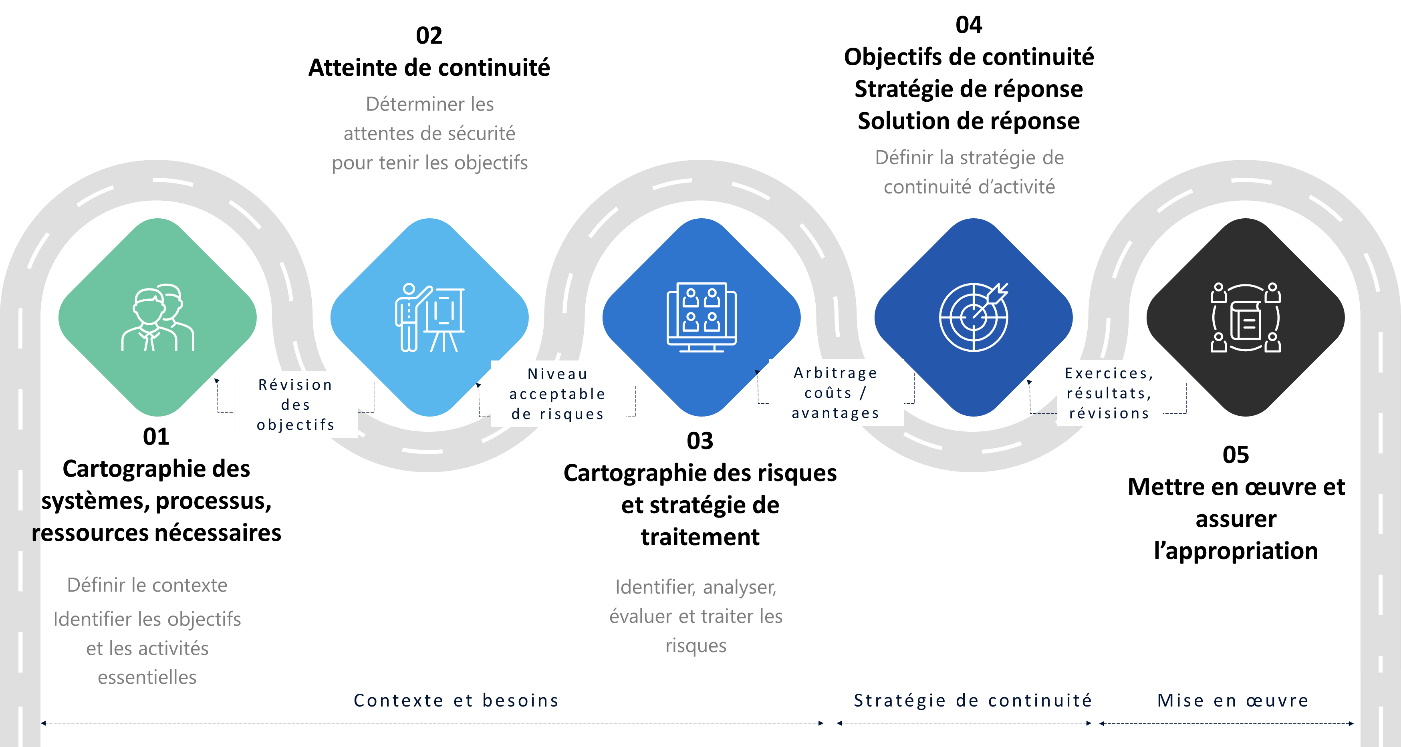 01
Cartographie des
systèmes, processus,
ressources nécessaires
Définir le contexte
Identifier les objectifs
et les activités
essentielles
Révision
des
objectifs
02
Atteinte de continuité
Déterminer les
attentes de sécurité
pour tenir les objectifs
Niveau
acceptable
de risques
03
Cartographie des risques
et stratégie de
traitement
Identifier, analyser,
évaluer et traiter les
risques
Arbitrage
coûts /
avantages
04
Objectifs de continuité
Stratégie de réponse
Solution de réponse
Définir la stratégie de
continuité d'activité
Exercices,
résultats,
révisions
05
Mettre en œuvre et
assurer
l'appropriation
Contexte et besoins
Stratégie de continuité
Mise en œuvre